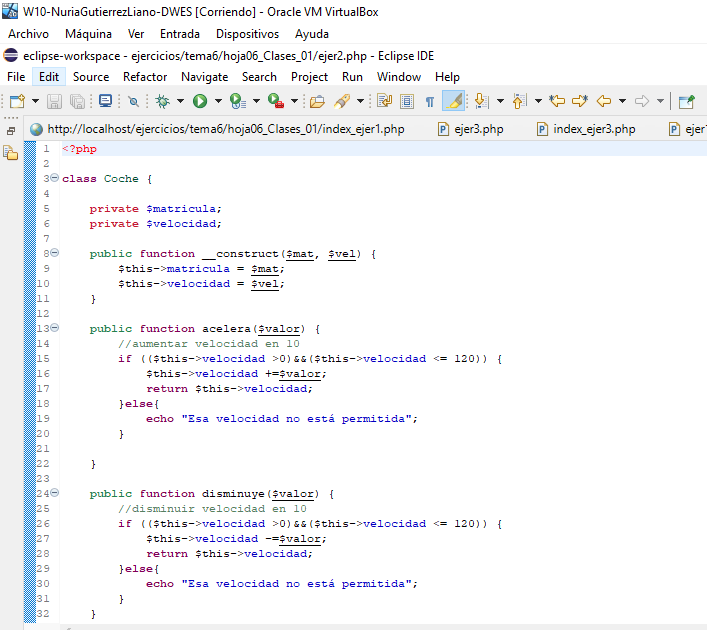 W10-NuriaGutierrezLiano-DWES [Corriendo] - Oracle VM VirtualBox
Archivo Máquina Ver Entrada Dispositivos Ayuda
eclipse-workspace - ejercicios/tema6/hoja06_Clases_01/ejer2.php - Eclipse IDE
File Edit Source Refactor Navigate Search Project Run Window Help
http://localhost/ejercicios/tema6/hoja06_Clases_01/index_ejer1.php ejer3.php index_ejer3.php ejer
1 <?php
2
3 class Coche {
4
5 private $matricula;
6 private $velocidad;
7
8 public function __construct($mat, $vel) {
9 $this->matricula = $mat;
10 $this->velocidad = $vel;
11 }
12
13 public function acelera($valor) {
14 //aumentar velocidad en 10
15 if (($this->velocidad >0)&&($this->velocidad <= 120)) {
16 $this->velocidad +=$valor;
17 return $this->velocidad;
18 }else{
19 echo "Esa velocidad no está permitida";
20 }
21
22 }
23
24 public function disminuye($valor) {
25 //disminuir velocidad en 10
26 if (($this->velocidad >0)&&($this->velocidad <= 120)) {
27 $this->velocidad -=$valor;
28 return $this->velocidad;
29 }else{
30 echo "Esa velocidad no está permitida";
31 }
32 }